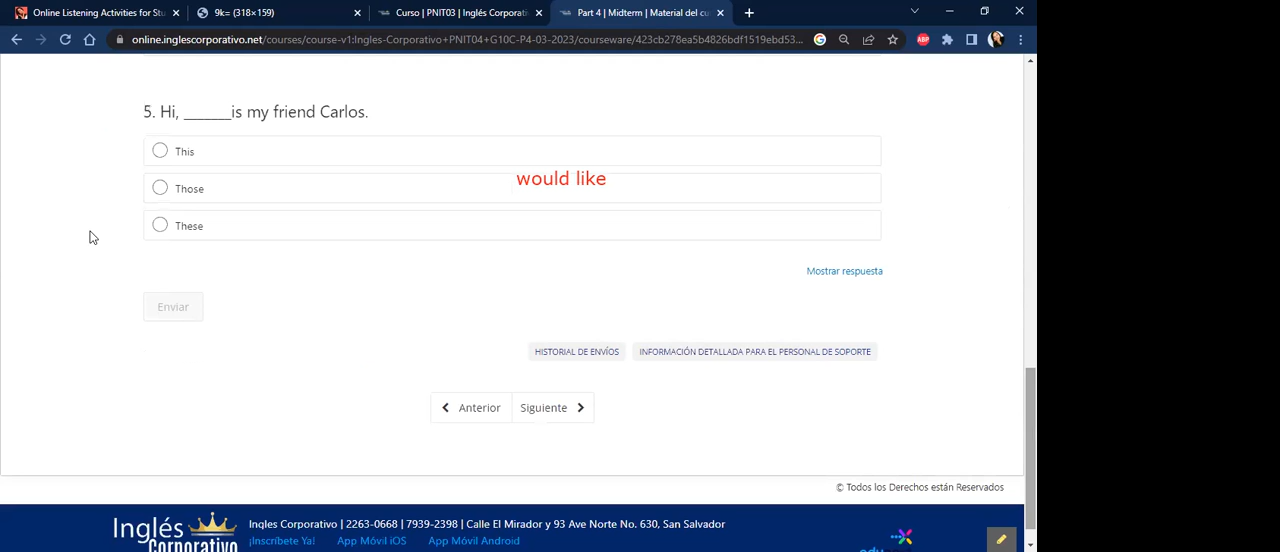 Online Listening Activities for Stu
9k= (318×159)
Curso | PNIT03 | Inglés Corporativ
Part 4 | Midterm | Material del cu
online.inglescorporativo.net/courses/course-v1:Ingles-Corporativo+PNIT04+G10C-P4-03-2023/courseware/423cb278ea5b4826bdf1519ebd53...
ABP
5. Hi, ______is my friend Carlos.
This
would like
Those
These
Mostrar respuesta
Enviar
HISTORIAL DE ENVÍOS
INFORMACIÓN DETALLADA PARA EL PERSONAL DE SOPORTE
Anterior
Siguiente
© Todos los Derechos están Reservados
Inglés
Corporativo
Ingles Corporativo | 2263-0668 | 7939-2398 | Calle El Mirador y 93 Ave Norte No. 630, San Salvador
¡Inscríbete Ya!
App Móvil iOS
App Móvil Android